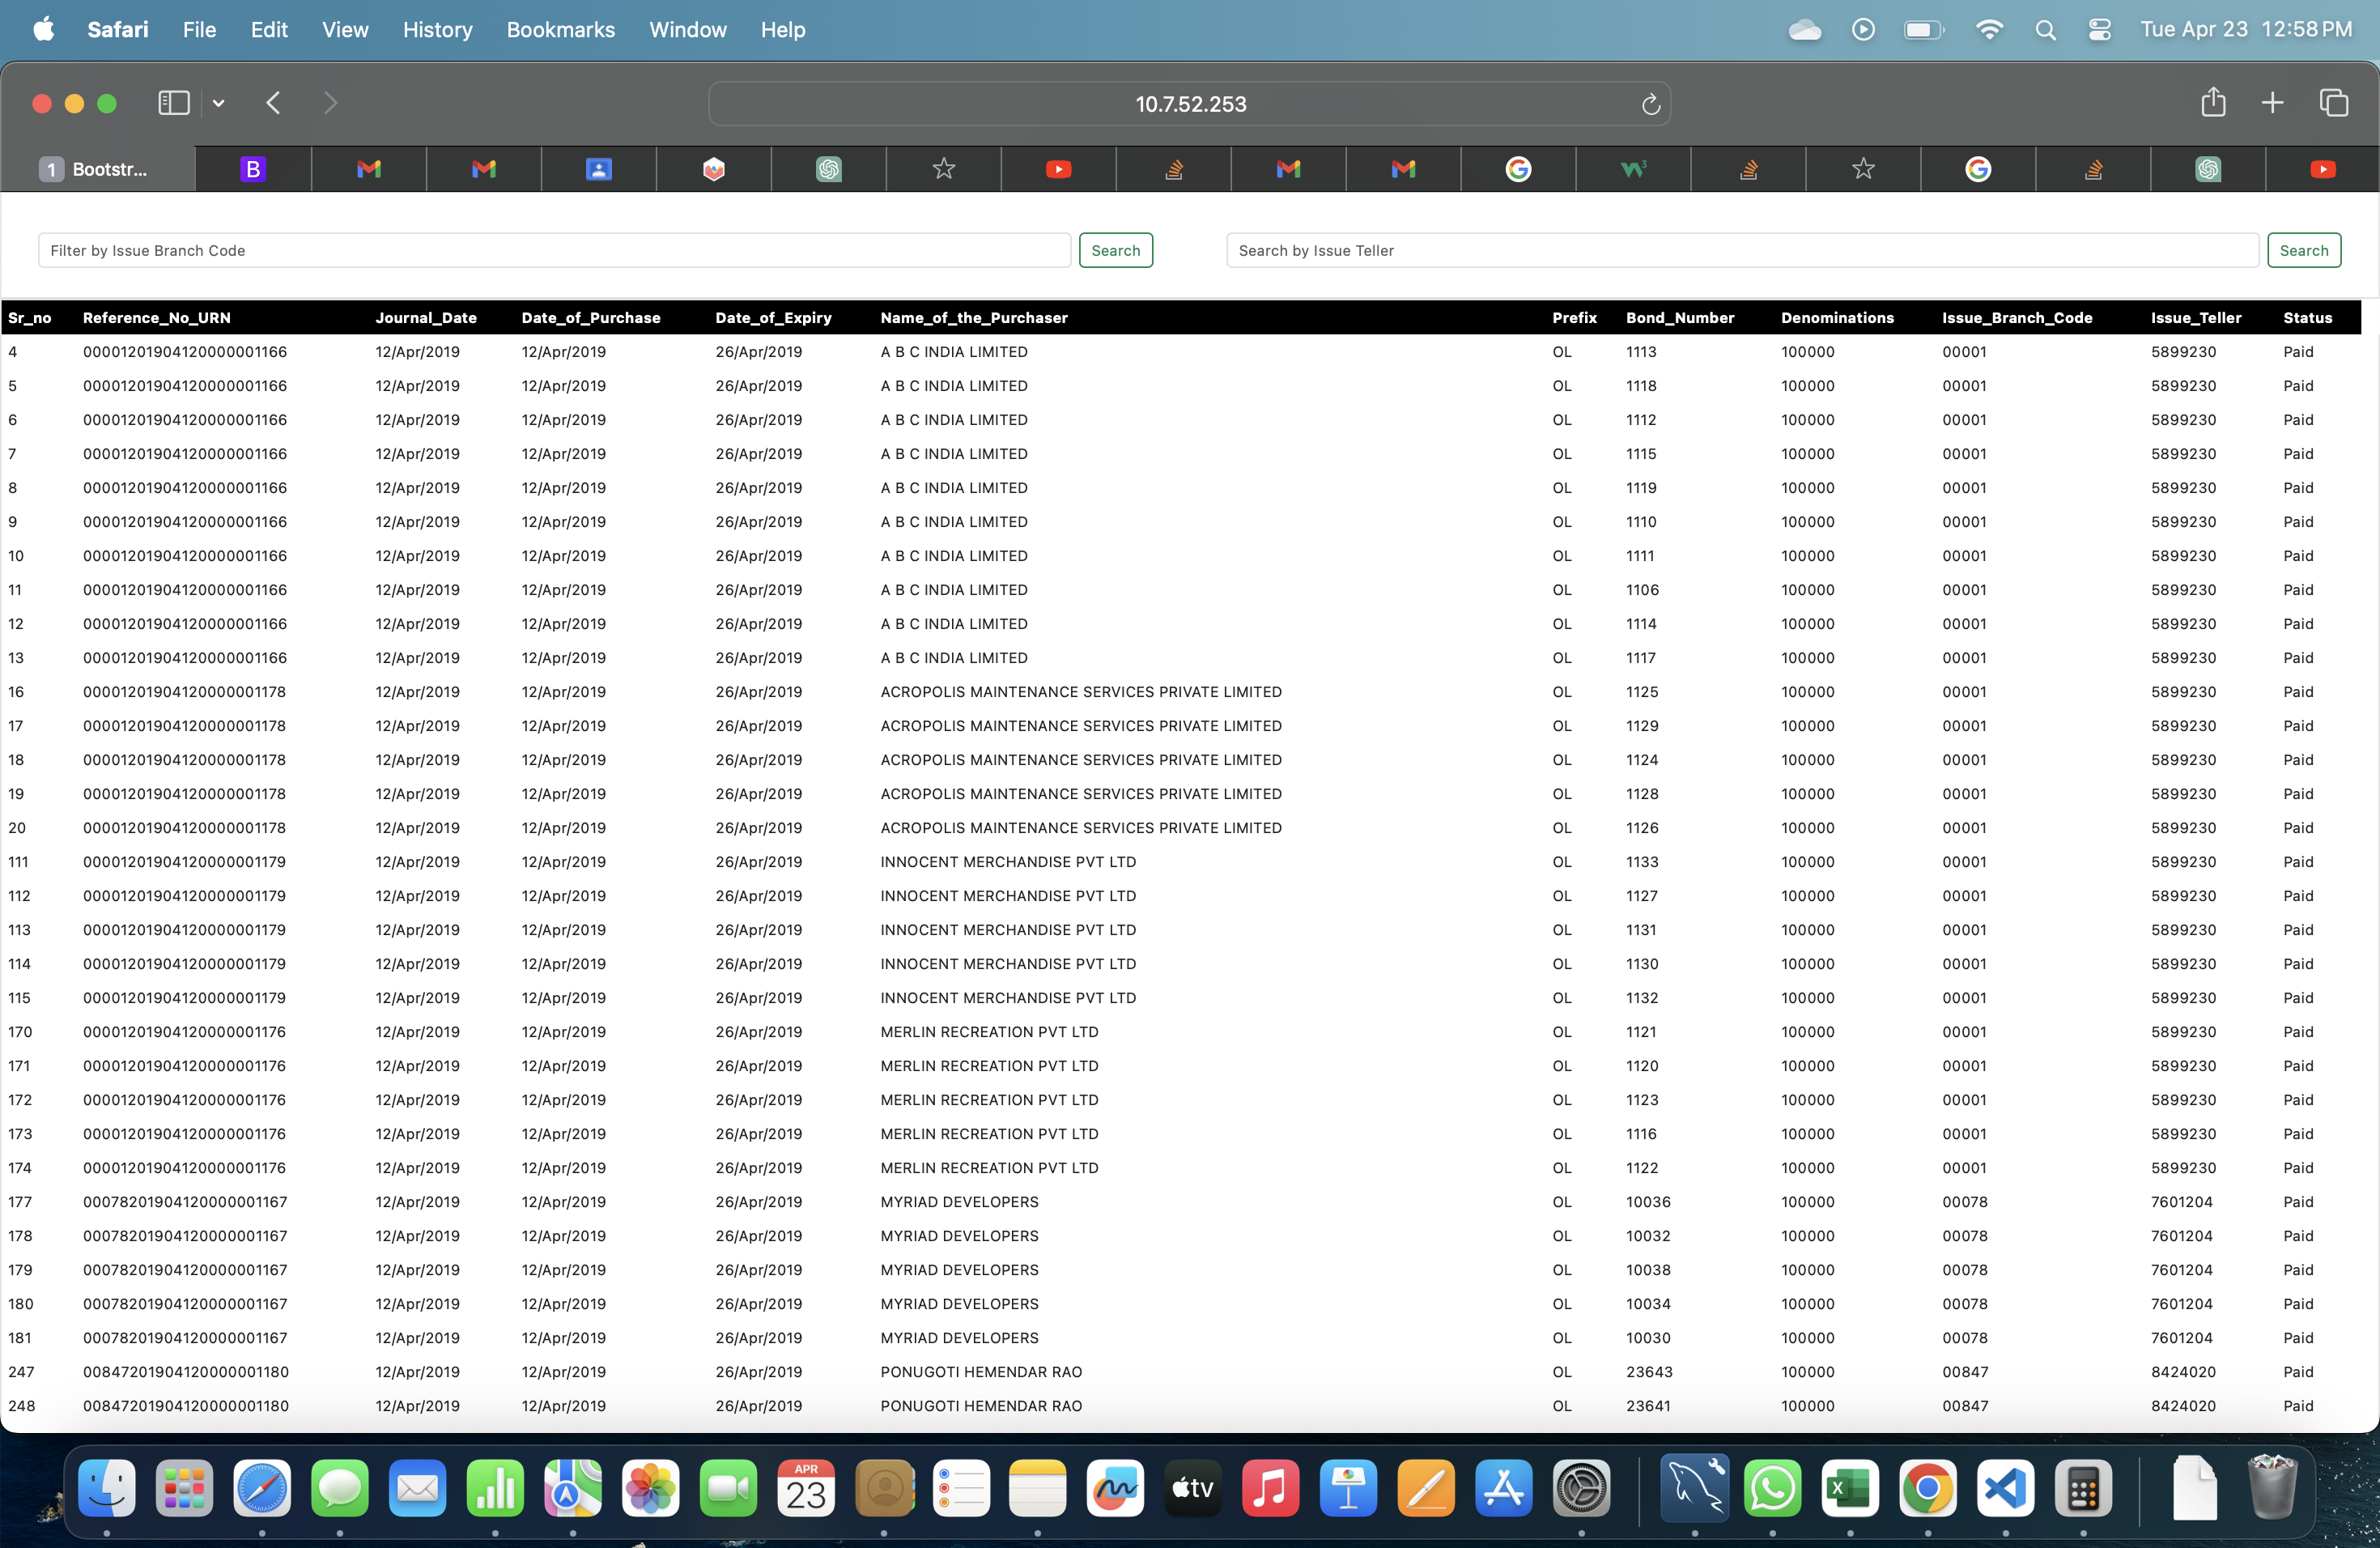 Safari File Edit View History Bookmarks Window Help Tue Apr 23 12:58 PM
10.7.52.253
1 Bootstr...
Filter by Issue Branch Code Search Search by Issue Teller Search
Sr_no Reference_No_URN Journal_Date Date_of_Purchase Date_of_Expiry Name_of_the_Purchaser Prefix Bond_Number Denominations Issue_Branch_Code Issue_Teller Status
4 00001201904120000001166 12/Apr/2019 12/Apr/2019 26/Apr/2019 A B C INDIA LIMITED OL 1113 100000 00001 5899230 Paid
5 00001201904120000001166 12/Apr/2019 12/Apr/2019 26/Apr/2019 A B C INDIA LIMITED OL 1118 100000 00001 5899230 Paid
6 00001201904120000001166 12/Apr/2019 12/Apr/2019 26/Apr/2019 A B C INDIA LIMITED OL 1112 100000 00001 5899230 Paid
7 00001201904120000001166 12/Apr/2019 12/Apr/2019 26/Apr/2019 A B C INDIA LIMITED OL 1115 100000 00001 5899230 Paid
8 00001201904120000001166 12/Apr/2019 12/Apr/2019 26/Apr/2019 A B C INDIA LIMITED OL 1119 100000 00001 5899230 Paid
9 00001201904120000001166 12/Apr/2019 12/Apr/2019 26/Apr/2019 A B C INDIA LIMITED OL 1110 100000 00001 5899230 Paid
10 00001201904120000001166 12/Apr/2019 12/Apr/2019 26/Apr/2019 A B C INDIA LIMITED OL 1111 100000 00001 5899230 Paid
11 00001201904120000001166 12/Apr/2019 12/Apr/2019 26/Apr/2019 A B C INDIA LIMITED OL 1106 100000 00001 5899230 Paid
12 00001201904120000001166 12/Apr/2019 12/Apr/2019 26/Apr/2019 A B C INDIA LIMITED OL 1114 100000 00001 5899230 Paid
13 00001201904120000001166 12/Apr/2019 12/Apr/2019 26/Apr/2019 A B C INDIA LIMITED OL 1117 100000 00001 5899230 Paid
16 00001201904120000001178 12/Apr/2019 12/Apr/2019 26/Apr/2019 ACROPOLIS MAINTENANCE SERVICES PRIVATE LIMITED OL 1125 100000 00001 5899230 Paid
17 00001201904120000001178 12/Apr/2019 12/Apr/2019 26/Apr/2019 ACROPOLIS MAINTENANCE SERVICES PRIVATE LIMITED OL 1129 100000 00001 5899230 Paid
18 00001201904120000001178 12/Apr/2019 12/Apr/2019 26/Apr/2019 ACROPOLIS MAINTENANCE SERVICES PRIVATE LIMITED OL 1124 100000 00001 5899230 Paid
19 00001201904120000001178 12/Apr/2019 12/Apr/2019 26/Apr/2019 ACROPOLIS MAINTENANCE SERVICES PRIVATE LIMITED OL 1128 100000 00001 5899230 Paid
20 00001201904120000001178 12/Apr/2019 12/Apr/2019 26/Apr/2019 ACROPOLIS MAINTENANCE SERVICES PRIVATE LIMITED OL 1126 100000 00001 5899230 Paid
111 00001201904120000001179 12/Apr/2019 12/Apr/2019 26/Apr/2019 INNOCENT MERCHANDISE PVT LTD OL 1133 100000 00001 5899230 Paid
112 00001201904120000001179 12/Apr/2019 12/Apr/2019 26/Apr/2019 INNOCENT MERCHANDISE PVT LTD OL 1127 100000 00001 5899230 Paid
113 00001201904120000001179 12/Apr/2019 12/Apr/2019 26/Apr/2019 INNOCENT MERCHANDISE PVT LTD OL 1131 100000 00001 5899230 Paid
114 00001201904120000001179 12/Apr/2019 12/Apr/2019 26/Apr/2019 INNOCENT MERCHANDISE PVT LTD OL 1130 100000 00001 5899230 Paid
115 00001201904120000001179 12/Apr/2019 12/Apr/2019 26/Apr/2019 INNOCENT MERCHANDISE PVT LTD OL 1132 100000 00001 5899230 Paid
170 00001201904120000001176 12/Apr/2019 12/Apr/2019 26/Apr/2019 MERLIN RECREATION PVT LTD OL 1121 100000 00001 5899230 Paid
171 00001201904120000001176 12/Apr/2019 12/Apr/2019 26/Apr/2019 MERLIN RECREATION PVT LTD OL 1120 100000 00001 5899230 Paid
172 00001201904120000001176 12/Apr/2019 12/Apr/2019 26/Apr/2019 MERLIN RECREATION PVT LTD OL 1123 100000 00001 5899230 Paid
173 00001201904120000001176 12/Apr/2019 12/Apr/2019 26/Apr/2019 MERLIN RECREATION PVT LTD OL 1116 100000 00001 5899230 Paid
174 00001201904120000001176 12/Apr/2019 12/Apr/2019 26/Apr/2019 MERLIN RECREATION PVT LTD OL 1122 100000 00001 5899230 Paid
177 00078201904120000001167 12/Apr/2019 12/Apr/2019 26/Apr/2019 MYRIAD DEVELOPERS OL 10036 100000 00078 7601204 Paid
178 00078201904120000001167 12/Apr/2019 12/Apr/2019 26/Apr/2019 MYRIAD DEVELOPERS OL 10032 100000 00078 7601204 Paid
179 00078201904120000001167 12/Apr/2019 12/Apr/2019 26/Apr/2019 MYRIAD DEVELOPERS OL 10038 100000 00078 7601204 Paid
180 00078201904120000001167 12/Apr/2019 12/Apr/2019 26/Apr/2019 MYRIAD DEVELOPERS OL 10034 100000 00078 7601204 Paid
181 00078201904120000001167 12/Apr/2019 12/Apr/2019 26/Apr/2019 MYRIAD DEVELOPERS OL 10030 100000 00078 7601204 Paid
247 00847201904120000001180 12/Apr/2019 12/Apr/2019 26/Apr/2019 PONUGOTI HEMENDAR RAO OL 23643 100000 00847 8424020 Paid
248 00847201904120000001180 12/Apr/2019 12/Apr/2019 26/Apr/2019 PONUGOTI HEMENDAR RAO OL 23641 100000 00847 8424020 Paid
APR
23
tv